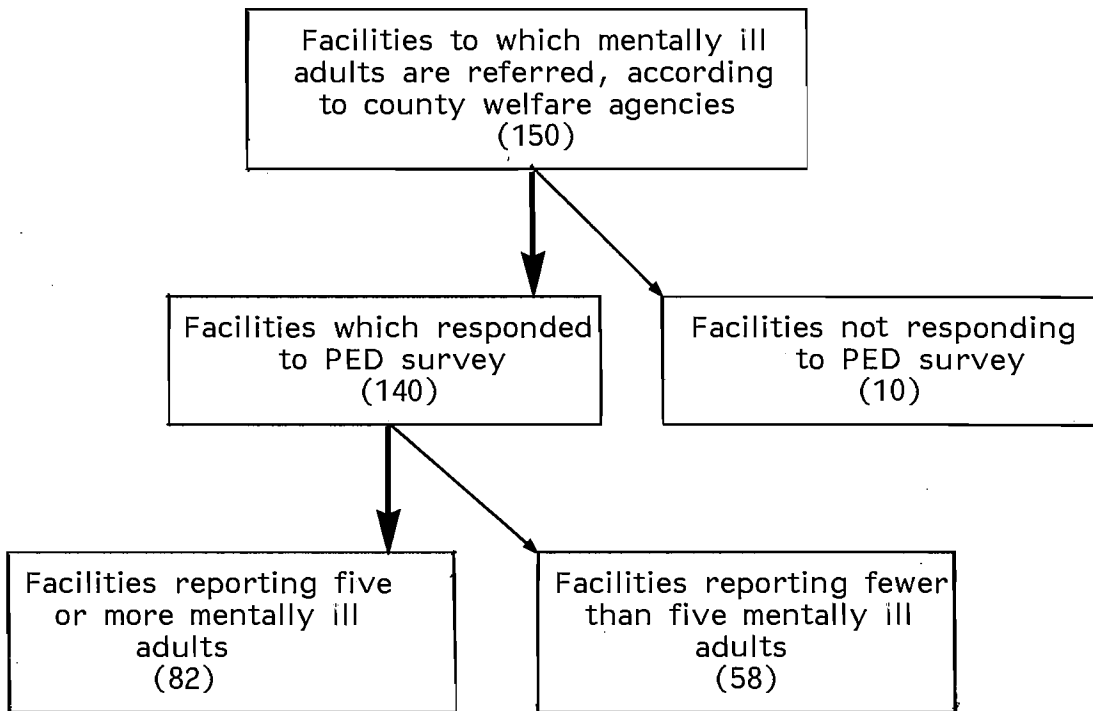 Facilities to which mentally ill
adults are referred, according
to county welfare agencies
(150)
Facilities which responded
to PED survey
(140)
Facilities not responding
to PED survey
(10)
Facilities reporting five
or more mentally ill
adults
(82)
Facilities reporting fewer
than five mentally ill
adults
(58)